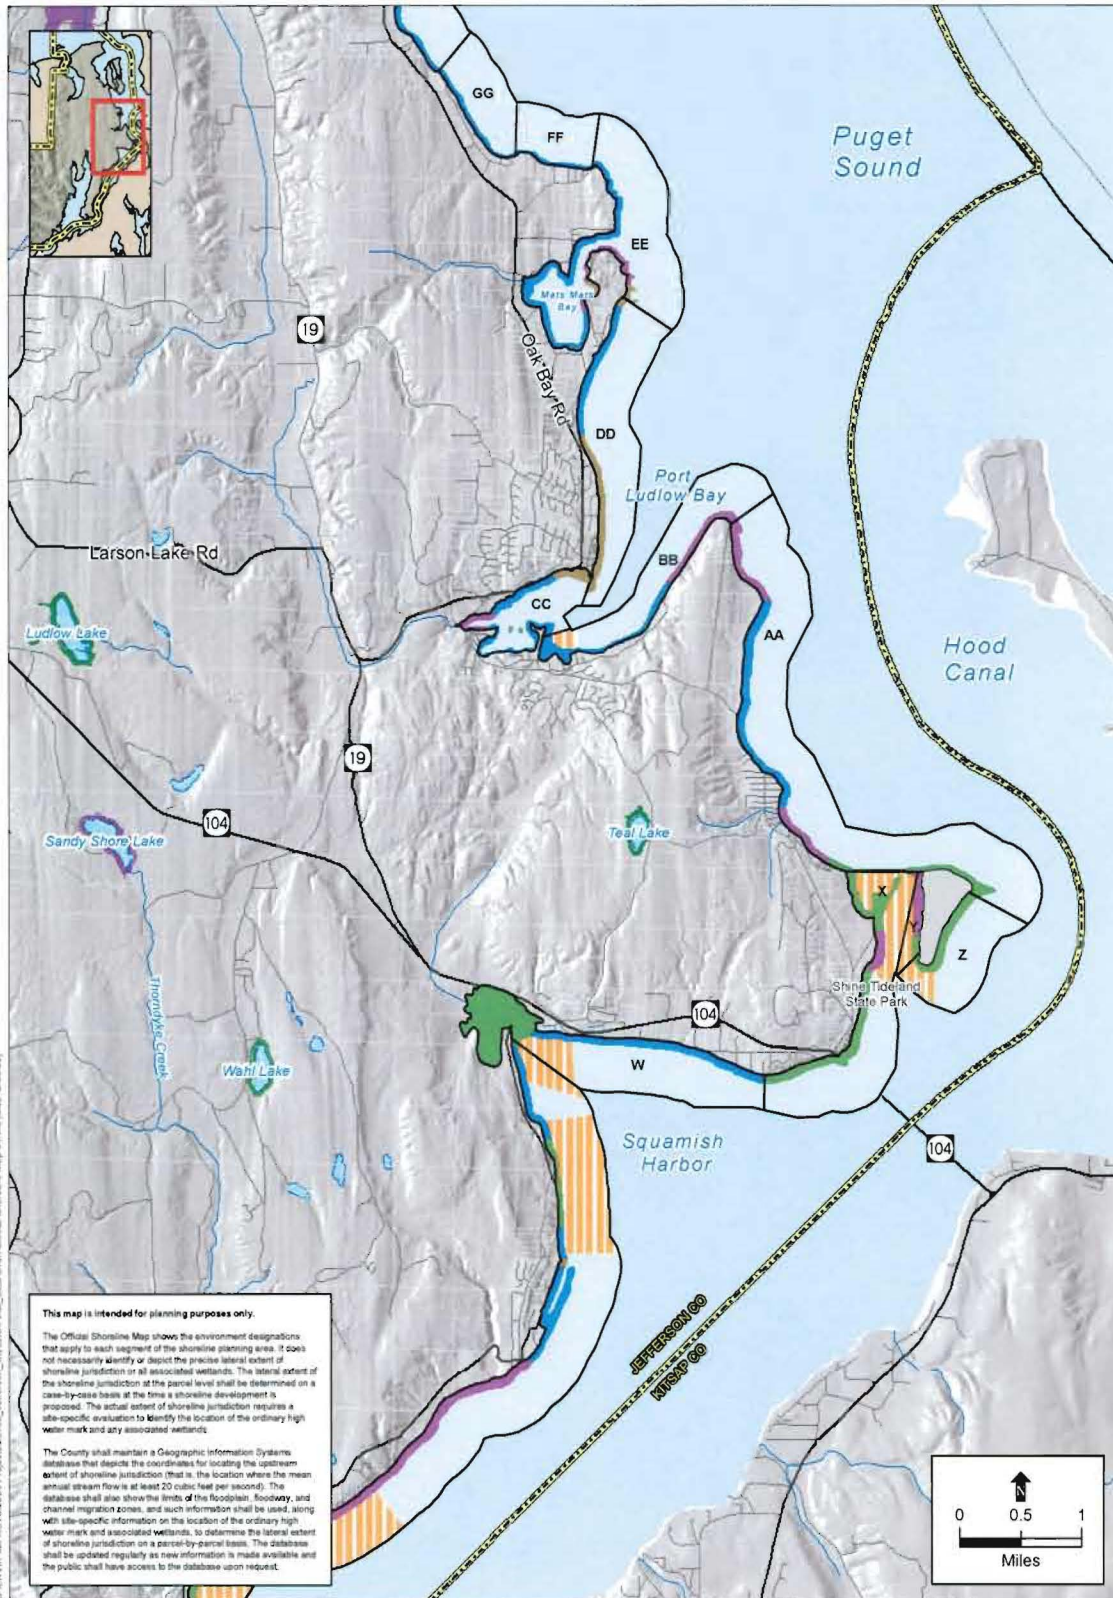 GG
FF
Puget
Sound
EE
Mats Mats
Bay
19
Oak Bay Rd
DD
Port
Ludlow Bay
Larson Lake Rd
BB
CC
AA
Ludlow Lake
Hood
Canal
19
104
Sandy Shore Lake
Teal Lake
X
Y
Z
Shine Tideland
State Park
Thorndyke Creek
104
Wahl Lake
W
Squamish
Harbor
104
JEFFERSON CO
KITSAP CO
This map is intended for planning purposes only.
The Official Shoreline Map shows the environment designations
that apply to each segment of the shoreline planning area. It does
not necessarily identify or depict the precise lateral extent of
shoreline jurisdiction or all associated wetlands. The lateral extent of
the shoreline jurisdiction at the parcel level shall be determined on a
case-by-case basis at the time a shoreline development is
proposed. The actual extent of shoreline jurisdiction requires a
site-specific evaluation to identify the location of the ordinary high
water mark and any associated wetlands.
The County shall maintain a Geographic Information Systems
database that depicts the coordinates for locating the upstream
extent of shoreline jurisdiction (that is, the location where the mean
annual stream flow is at least 20 cubic feet per second). The
database shall also show the limits of the floodplain, floodway, and
channel migration zones, and such information shall be used, along
with site-specific information on the location of the ordinary high
water mark and associated wetlands, to determine the lateral extent
of shoreline jurisdiction on a parcel-by-parcel basis. The database
shall be updated regularly as new information is made available and
the public shall have access to the database upon request.
N
0 0.5 1
Miles